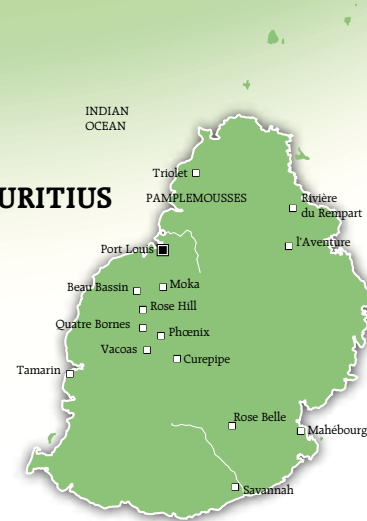 INDIAN
OCEAN
Triolet
URITIUS
PAMPLEMOUSSES
Rivière
du Rempart
l'Aventure
Port Louis
Beau Bassin
Moka
Rose Hill
Quatre Bornes
Phœnix
Vacoas
Curepipe
Tamarin
Rose Belle
Mahébourg
Savannah